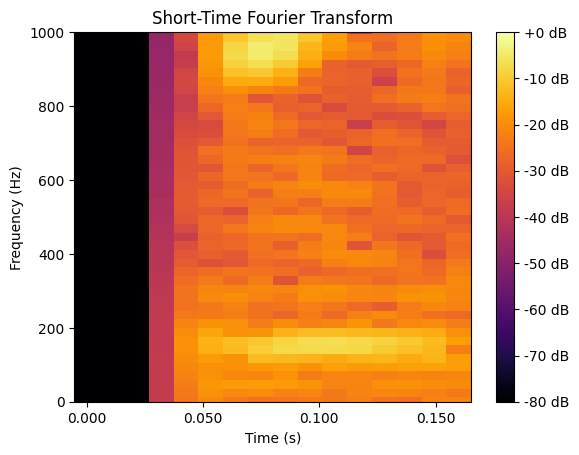 Short-Time Fourier Transform
1000
800
600
400
200
0
Frequency (Hz)
0.000
0.050
0.100
0.150
Time (s)
+0 dB
-10 dB
-20 dB
-30 dB
-40 dB
-50 dB
-60 dB
-70 dB
-80 dB